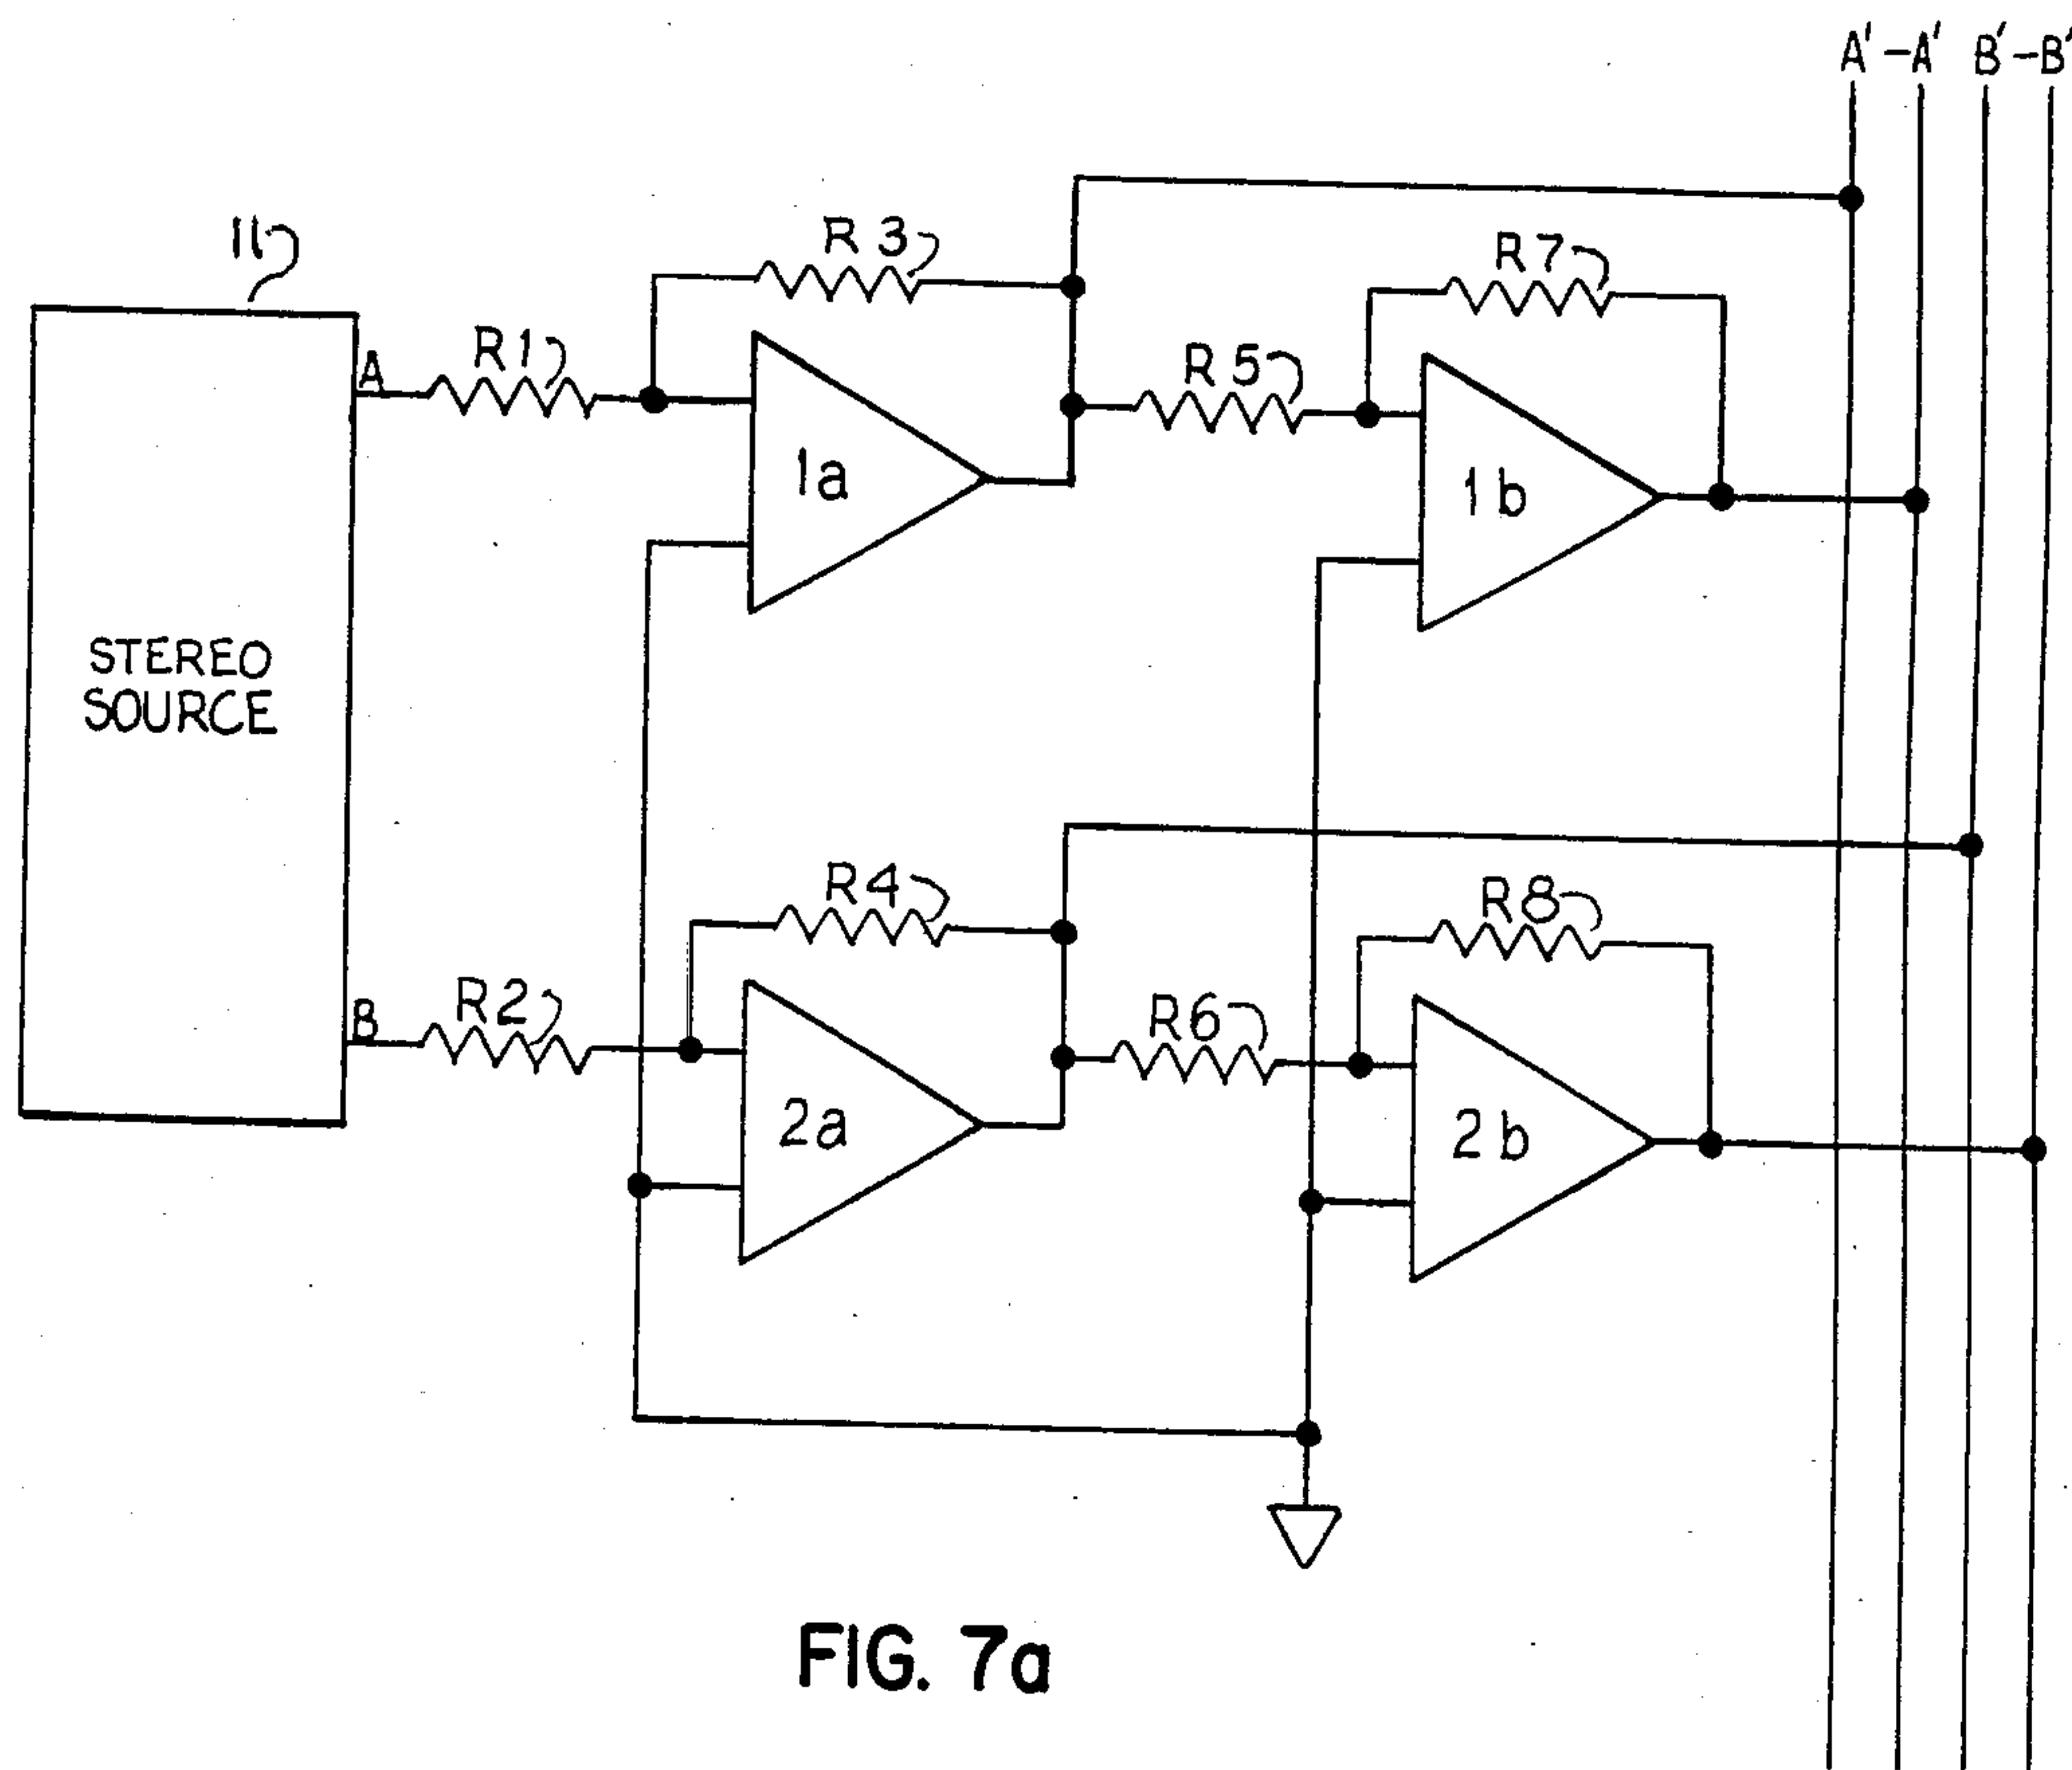 A' -A' B' -B'
11
R3
R7
R1
R5
A
1a
1b
STEREO
SOURCE
R4
R8
R2
R6
B
2a
2b
FIG. 7a